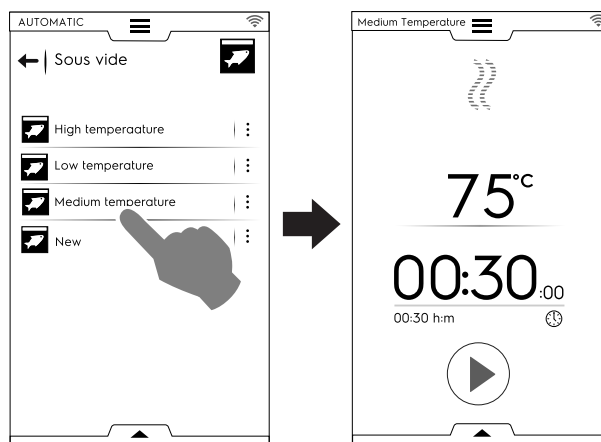 AUTOMATIC
Sous vide
High temperaature
Low temperature
Medium temperature
New
Medium Temperature
75°C
00:30:00
00:30 h:m